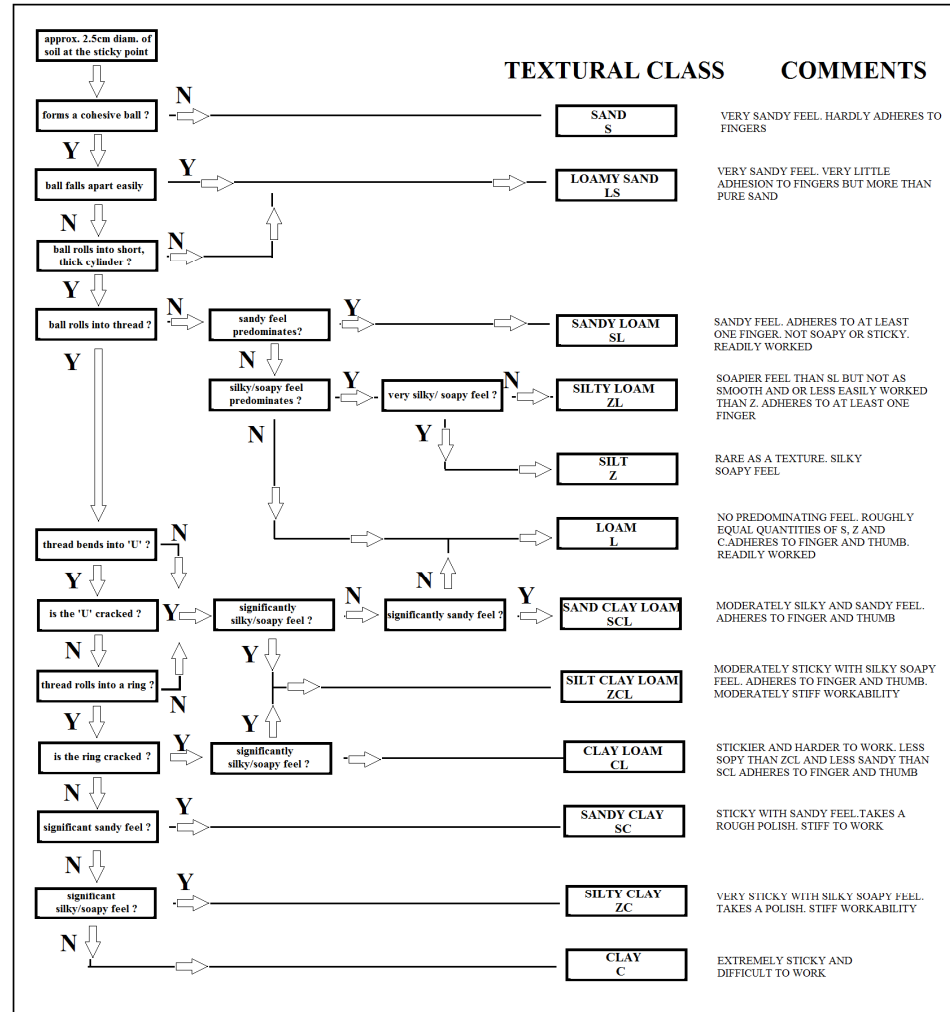 approx. 2.5cm diam. of
soil at the sticky point
TEXTURAL CLASS
COMMENTS
forms a cohesive ball ?
N
SAND
S
VERY SANDY FEEL. HARDLY ADHERES TO
FINGERS
Y
ball falls apart easily
Y
LOAMY SAND
LS
VERY SANDY FEEL. VERY LITTLE
ADHESION TO FINGERS BUT MORE THAN
PURE SAND
N
ball rolls into short,
thick cylinder ?
N
Y
ball rolls into thread ?
N
sandy feel
predominates?
Y
SANDY LOAM
SL
SANDY FEEL. ADHERES TO AT LEAST
ONE FINGER. NOT SOAPY OR STICKY.
READILY WORKED
Y
N
silky/soapy feel
predominates ?
Y
very silky/ soapy feel ?
N
SILTY LOAM
ZL
SOAPIER FEEL THAN SL BUT NOT AS
SMOOTH AND OR LESS EASILY WORKED
THAN Z. ADHERES TO AT LEAST ONE
FINGER
N
Y
SILT
Z
RARE AS A TEXTURE. SILKY
SOAPY FEEL
thread bends into 'U' ?
N
LOAM
L
NO PREDOMINATING FEEL. ROUGHLY
EQUAL QUANTITIES OF S, Z AND
C.ADHERES TO FINGER AND THUMB.
READILY WORKED
Y
N
is the 'U' cracked ?
Y
significantly
silky/soapy feel ?
N
significantly sandy feel ?
Y
SAND CLAY LOAM
SCL
MODERATELY SILKY AND SANDY FEEL.
ADHERES TO FINGER AND THUMB
N
Y
thread rolls into a ring ?
N
SILT CLAY LOAM
ZCL
MODERATELY STICKY WITH SILKY SOAPY
FEEL. ADHERES TO FINGER AND THUMB.
MODERATELY STIFF WORKABILITY
Y
Y
is the ring cracked ?
Y
significantly
silky/soapy feel ?
CLAY LOAM
CL
STICKIER AND HARDER TO WORK. LESS
SOPY THAN ZCL AND LESS SANDY THAN
SCL ADHERES TO FINGER AND THUMB
N
significant sandy feel ?
Y
SANDY CLAY
SC
STICKY WITH SANDY FEEL.TAKES A
ROUGH POLISH. STIFF TO WORK
N
significant
silky/soapy feel ?
Y
SILTY CLAY
ZC
VERY STICKY WITH SILKY SOAPY FEEL.
TAKES A POLISH. STIFF WORKABILITY
N
CLAY
C
EXTREMELY STICKY AND
DIFFICULT TO WORK